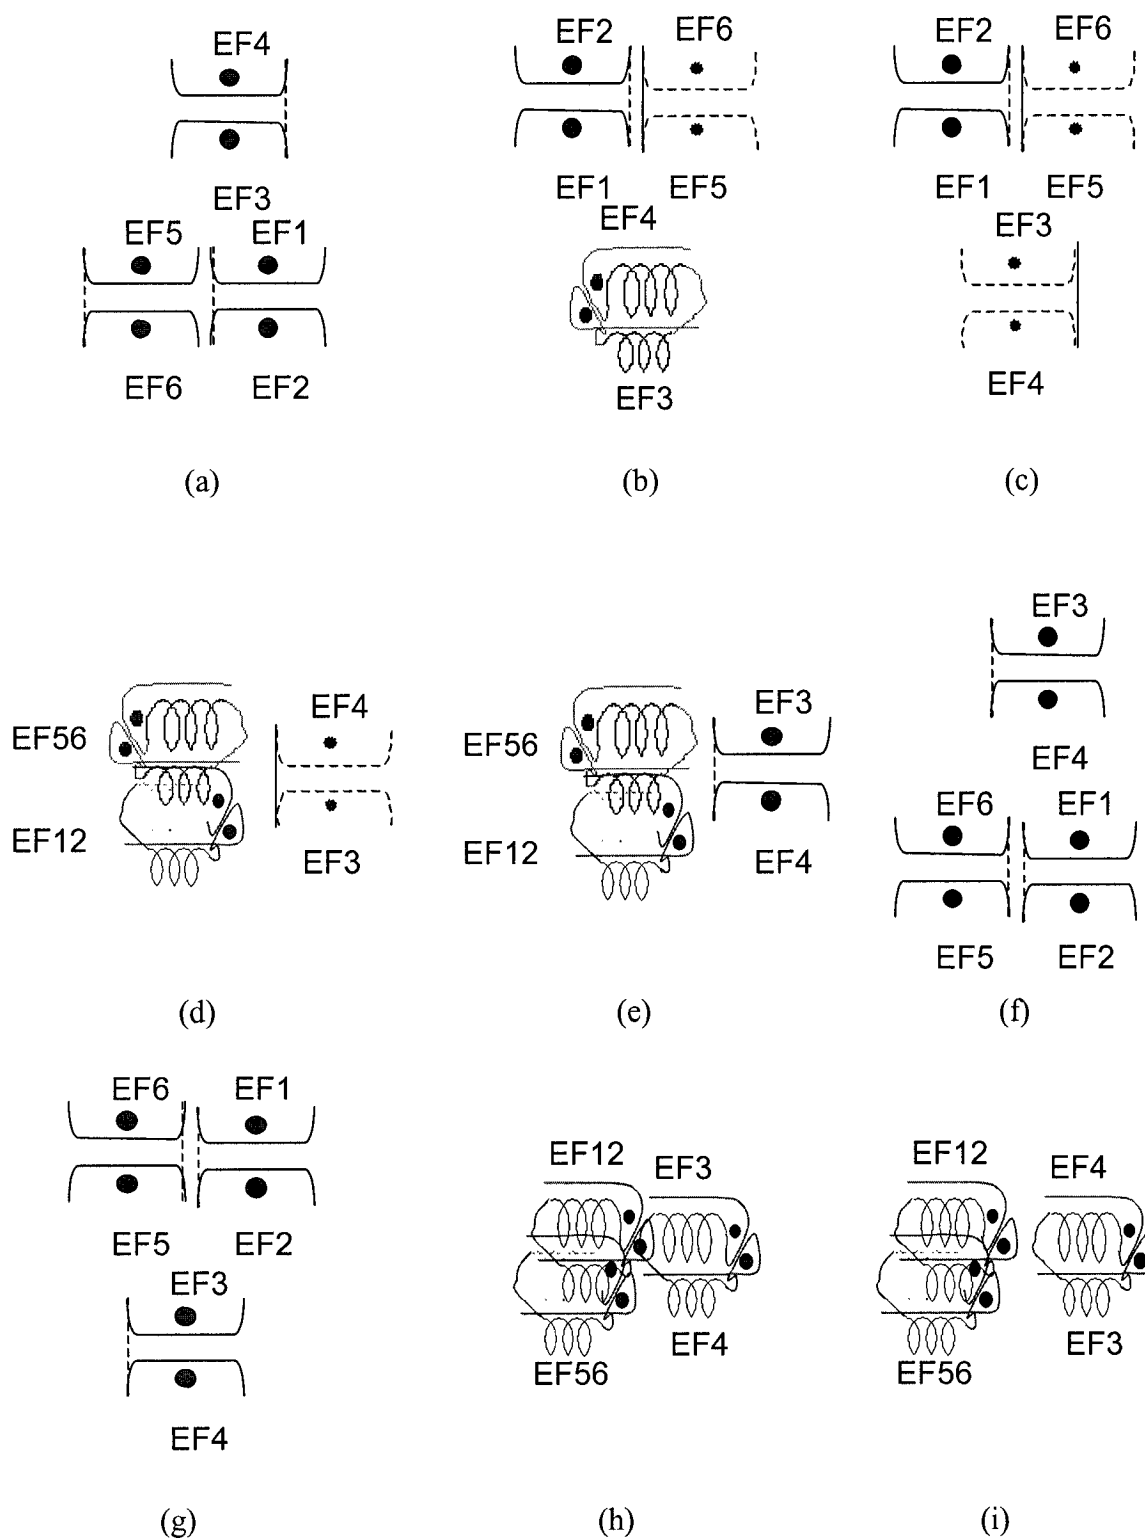 EF4
EF3
EF5 EF1
EF6 EF2
(a)
EF2 EF6
EF1 EF5
EF4
EF3
(b)
EF2 EF6
EF1 EF5
EF3
EF4
(c)
EF56
EF4
EF12
EF3
(d)
EF56
EF3
EF12
EF4
(e)
EF3
EF4
EF6 EF1
EF5 EF2
(f)
EF6 EF1
EF5 EF2
EF3
EF4
(g)
EF12 EF3
EF4
EF56
(h)
EF12 EF4
EF3
EF56
(i)